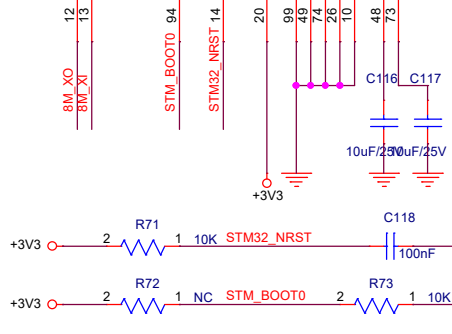 12 13 94 14 20 99 49 74 26 10 48 73
8M_XO 8M_XI STM_BOOT0 STM32_NRST
C116 C117
10uF/25V 10uF/25V
+3V3
R71 C118
+3V3 2 1 10K STM32_NRST 100nF
R72 R73
+3V3 2 1 NC STM_BOOT0 2 1 10K